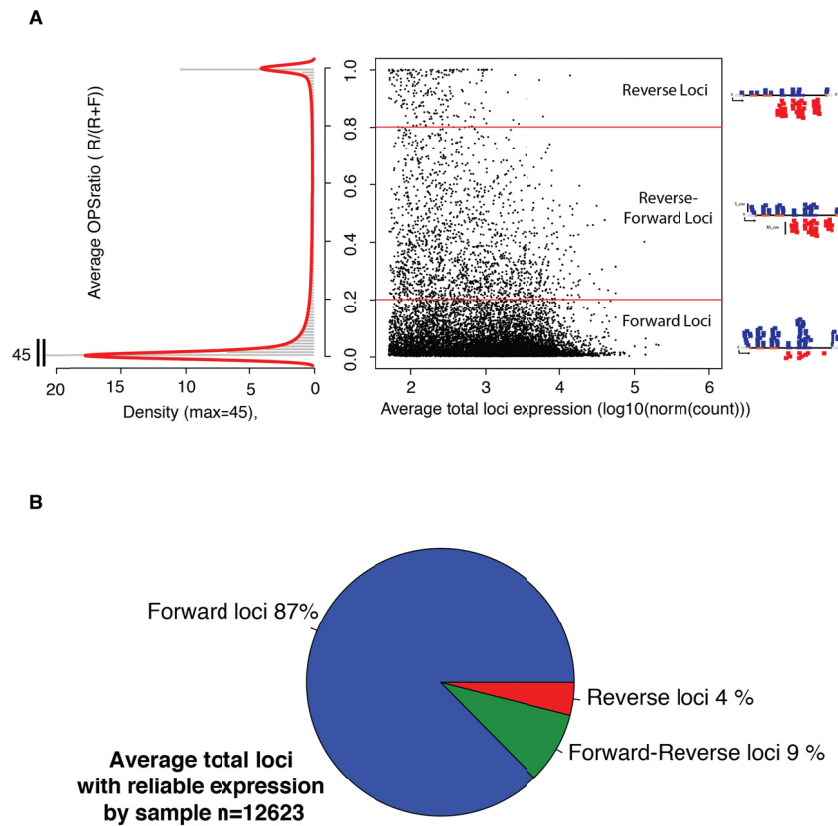 A
Average OPSratio ( R/(R+F))
45
20 15 10 5 0
Density (max=45),
0.0 0.2 0.4 0.6 0.8 1.0
Reverse Loci
Reverse-
Forward Loci
Forward Loci
2 3 4 5 6
Average total loci expression (log10(norm(count)))
B
Forward loci 87%
Reverse loci 4 %
Forward-Reverse loci 9 %
Average total loci
with reliable expression
by sample n=12623